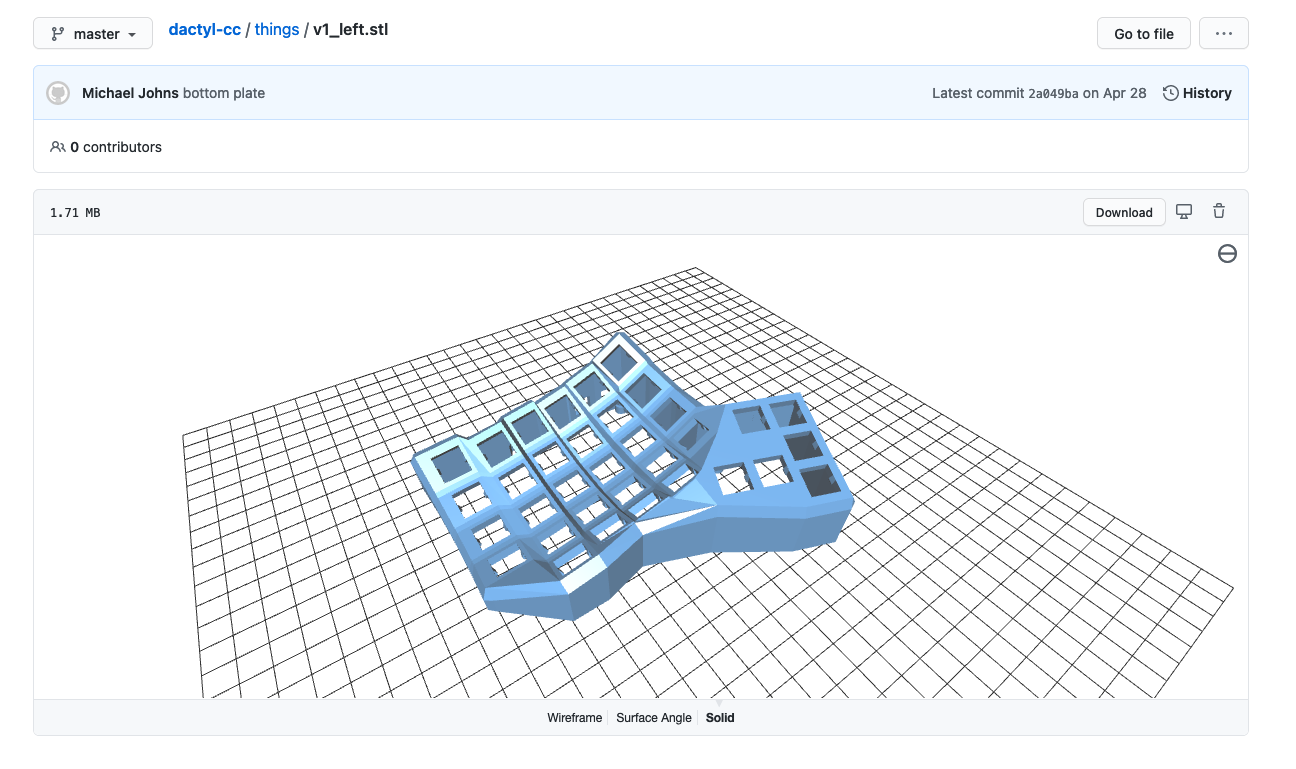 master
dactyl-cc / things / v1_left.stl
Go to file
Michael Johns bottom plate
Latest commit 2a049ba on Apr 28
History
0 contributors
1.71 MB
Download
Wireframe
Surface Angle
Solid